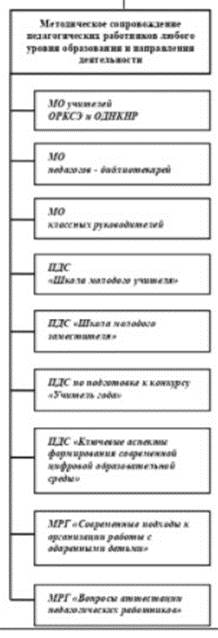 Методическое сопровождение
педагогических работников любого
уровня образования и направления
деятельности
МО учителей
ОРКСЭ и ОДНКНР
МО
педагогов - библиотекарей
МО
классных руководителей
ПДС
«Школа молодого учителя»
ПДС «Школа молодого
заместителя»
ПДС по подготовке к конкурсу
«Учитель года»
ПДС «Ключевые аспекты
формирования современной
цифровой образовательной
среды»
МРГ «Современные подходы к
организации работы с
одаренными детьми»
МРГ «Вопросы аттестации
педагогических работников»